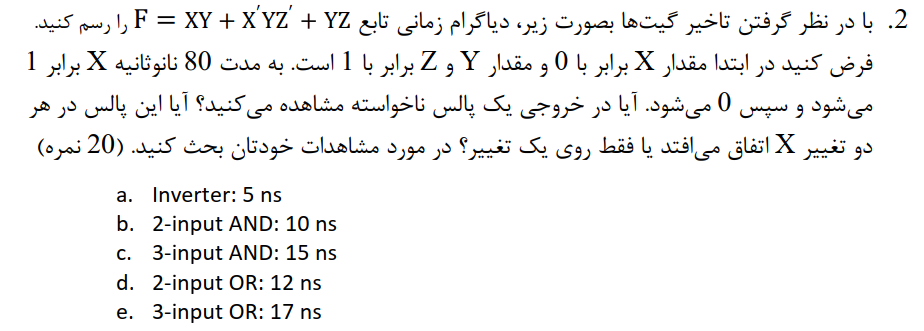 2. با در نظر گرفتن تاخیر گیت‌ها بصورت زیر، دیاگرام زمانی تابع F = XY + X′YZ′ + YZ را رسم کنید.
فرض کنید در ابتدا مقدار X برابر با 0 و مقدار Y و Z برابر با 1 است. به مدت 80 نانوثانیه X برابر 1
می‌شود و سپس 0 می‌شود. آیا در خروجی یک پالس ناخواسته مشاهده می‌کنید؟ آیا این پالس در هر
دو تغییر X اتفاق می‌افتد یا فقط روی یک تغییر؟ در مورد مشاهدات خودتان بحث کنید. (20 نمره)
a. Inverter: 5 ns
b. 2-input AND: 10 ns
c. 3-input AND: 15 ns
d. 2-input OR: 12 ns
e. 3-input OR: 17 ns